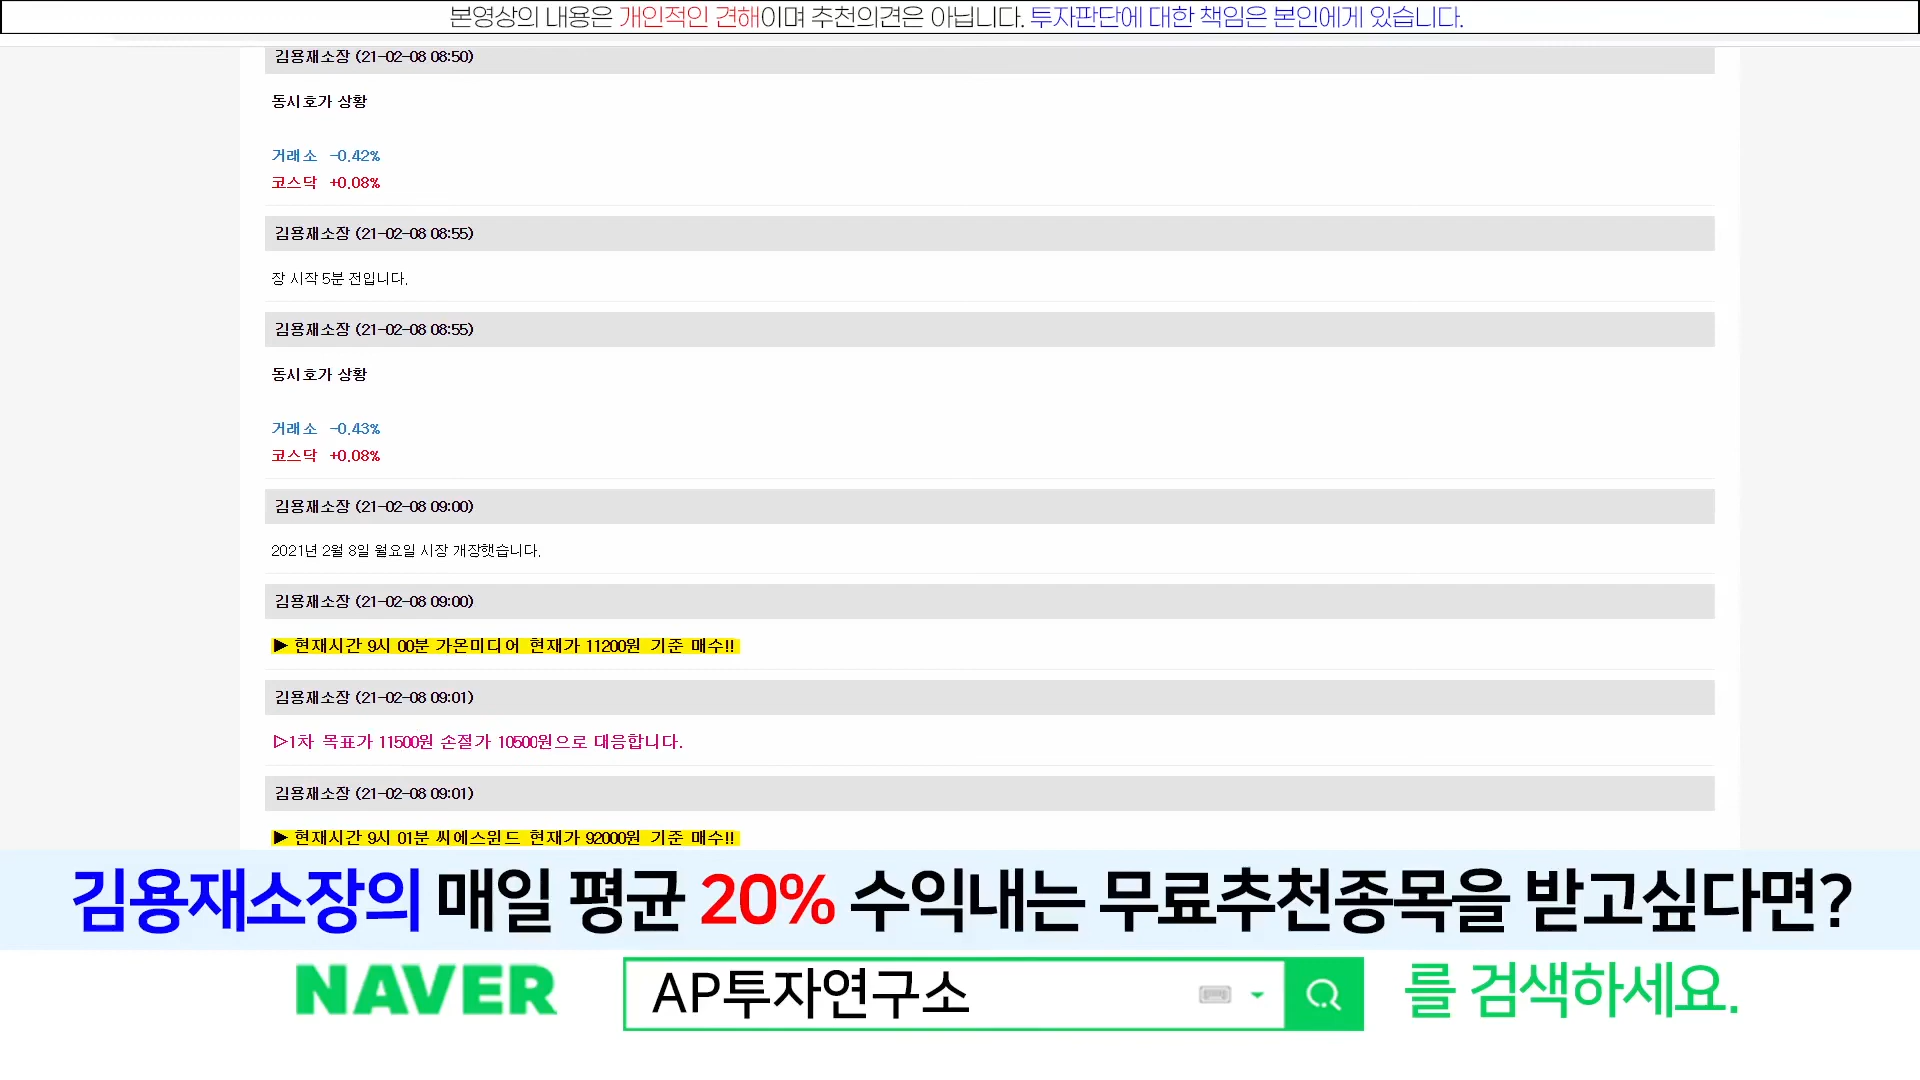 본영상의 내용은 개인적인 견해이며 추천의견은 아닙니다. 투자판단에 대한 책임은 본인에게 있습니다.
김용재소장 (21-02-08 08:50)
동시호가 상황
거래소 -0.42%
코스닥 +0.08%
김용재소장 (21-02-08 08:55)
장 시작 5분 전입니다.
김용재소장 (21-02-08 08:55)
동시호가 상황
거래소 -0.43%
코스닥 +0.08%
김용재소장 (21-02-08 09:00)
2021년 2월 8일 월요일 시장 개장햇습니다.
김용재소장 (21-02-08 09:00)
▶ 현재시간 9시 00분 가온미디어 현재가 11200원 기준 매수!!
김용재소장 (21-02-08 09:01)
▷1차 목표가 11500원 손절가 10500원으로 대응합니다.
김용재소장 (21-02-08 09:01)
▶ 현재시간 9시 01분 씨에스윈드 현재가 92000원 기준 매수!!
김용재소장의 매일 평균 20% 수익내는 무료추천종목을 받고싶다면?
NAVER AP투자연구소 를 검색하세요.